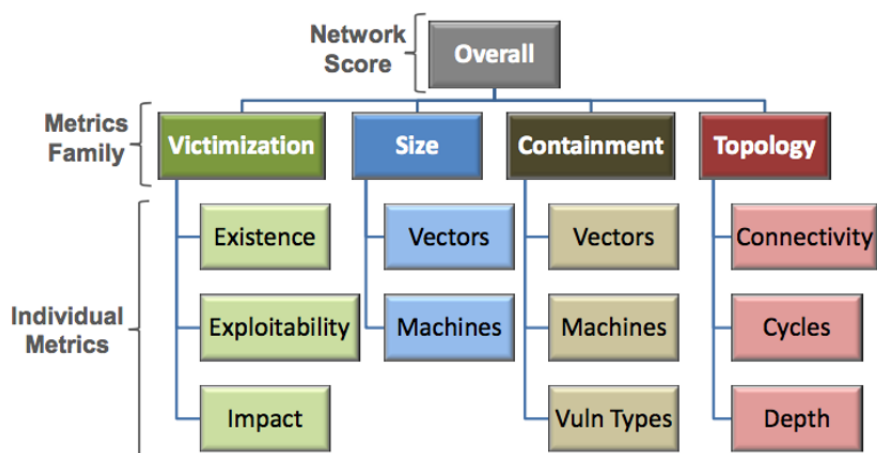 Network
Score
Overall
Metrics
Family
Victimization
Size
Containment
Topology
Individual
Metrics
Existence
Vectors
Vectors
Connectivity
Exploitability
Machines
Machines
Cycles
Impact
Vuln Types
Depth